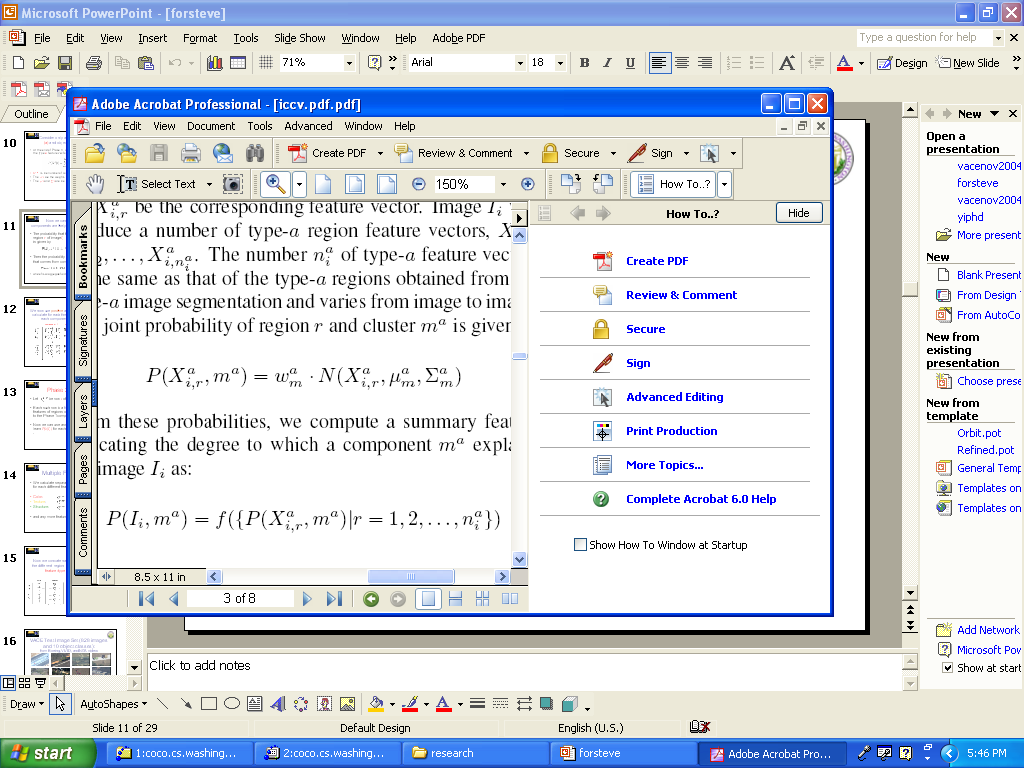 Microsoft PowerPoint - [forsteve]
File Edit View Insert Format Tools Slide Show Window Help Adobe PDF
Type a question for help
71% Arial 18 B I U A A Design New Slide
Outline
New
10
11
12
13
14
15
16
Adobe Acrobat Professional - [iccv.pdf.pdf]
File Edit View Document Tools Advanced Window Help
Create PDF Review & Comment Secure Sign
Select Text 150% How To..?
Bookmarks
Signatures
Layers
Pages
Comments
X^a_{i,r} be the corresponding feature vector. Image I_i
duce a number of type-a region feature vectors, X
, . . . , X^a_{i,n^a_i}. The number n^a_i of type-a feature vec
e same as that of the type-a regions obtained from
-a image segmentation and varies from image to ima
joint probability of region r and cluster m^a is given
P(X^a_{i,r}, m^a) = w^a_m · N(X^a_{i,r}, μ^a_m, Σ^a_m)
m these probabilities, we compute a summary feat
cating the degree to which a component m^a expla
image I_i as:
P(I_i, m^a) = f({P(X^a_{i,r}, m^a)|r = 1, 2, . . . , n^a_i})
8.5 x 11 in
3 of 8
How To..?
Hide
Create PDF
Review & Comment
Secure
Sign
Advanced Editing
Print Production
More Topics...
Complete Acrobat 6.0 Help
Show How To Window at Startup
Open a
presentation
vacenov2004
forsteve
vacenov2004
yiphd
More present
New
Blank Present
From Design
From AutoCo
New from
existing
presentation
Choose prese
New from
template
Orbit.pot
Refined.pot
General Temp
Templates on
Templates on
Add Network
Microsoft Pow
Show at start
Click to add notes
Draw AutoShapes
Slide 11 of 29 Default Design English (U.S.)
start 1:coco.cs.washing... 2:coco.cs.washing... research forsteve Adobe Acrobat Pro... 5:46 PM